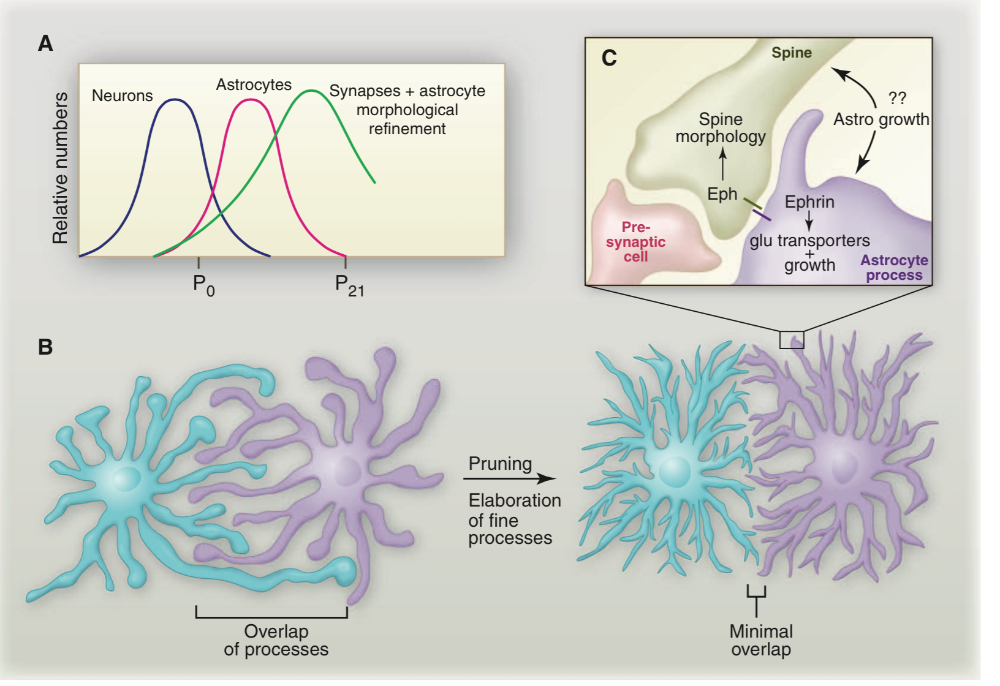 A
Neurons
Astrocytes
Synapses + astrocyte
morphological
refinement
Relative numbers
P0
P21
C
Spine
??
Astro growth
Spine
morphology
Eph
Ephrin
glu transporters
+
growth
Pre-
synaptic
cell
Astrocyte
process
B
Pruning
Elaboration
of fine
processes
Overlap
of processes
Minimal
overlap